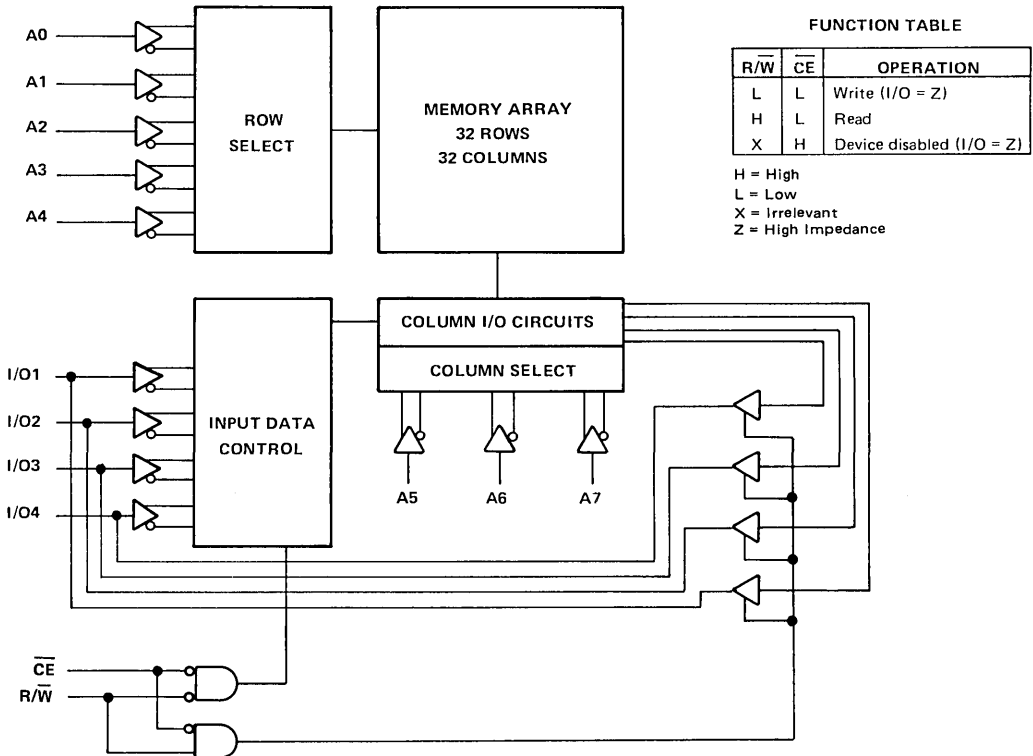 A0
A1
A2
A3
A4
ROW
SELECT
MEMORY ARRAY
32 ROWS
32 COLUMNS
FUNCTION TABLE
R/W̅ C̅E̅ OPERATION
L L Write (I/O = Z)
H L Read
X H Device disabled (I/O = Z)
H = High
L = Low
X = Irrelevant
Z = High Impedance
I/O1
I/O2
I/O3
I/O4
INPUT DATA
CONTROL
COLUMN I/O CIRCUITS
COLUMN SELECT
A5 A6 A7
C̅E̅
R/W̅